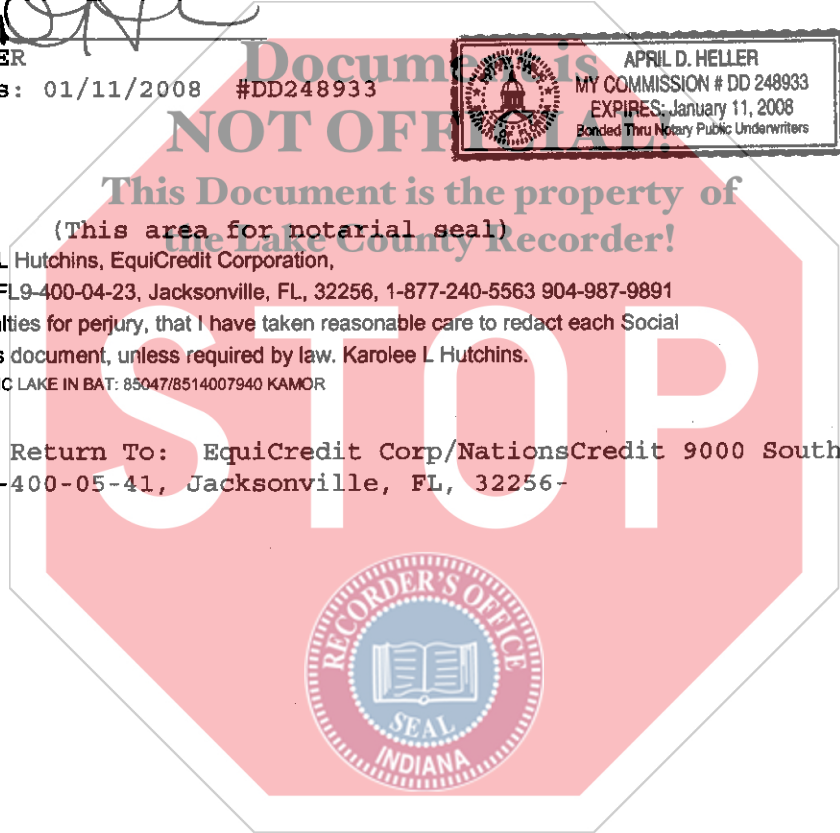 ER
s: 01/11/2008 #DD248933
APRIL D. HELLER
MY COMMISSION # DD 248933
EXPIRES: January 11, 2008
Bonded Thru Notary Public Underwriters
Document is
NOT OFFICIAL!
This Document is the property of
the Lake County Recorder!
(This area for notarial seal)
L Hutchins, EquiCredit Corporation,
FL9-400-04-23, Jacksonville, FL, 32256, 1-877-240-5563 904-987-9891
lties for perjury, that I have taken reasonable care to redact each Social
s document, unless required by law. Karolee L Hutchins.
C LAKE IN BAT: 85047/8514007940 KAMOR
Return To: EquiCredit Corp/NationsCredit 9000 South
-400-05-41, Jacksonville, FL, 32256-
STOP
RECORDER'S OFFICE
SEAL
INDIANA